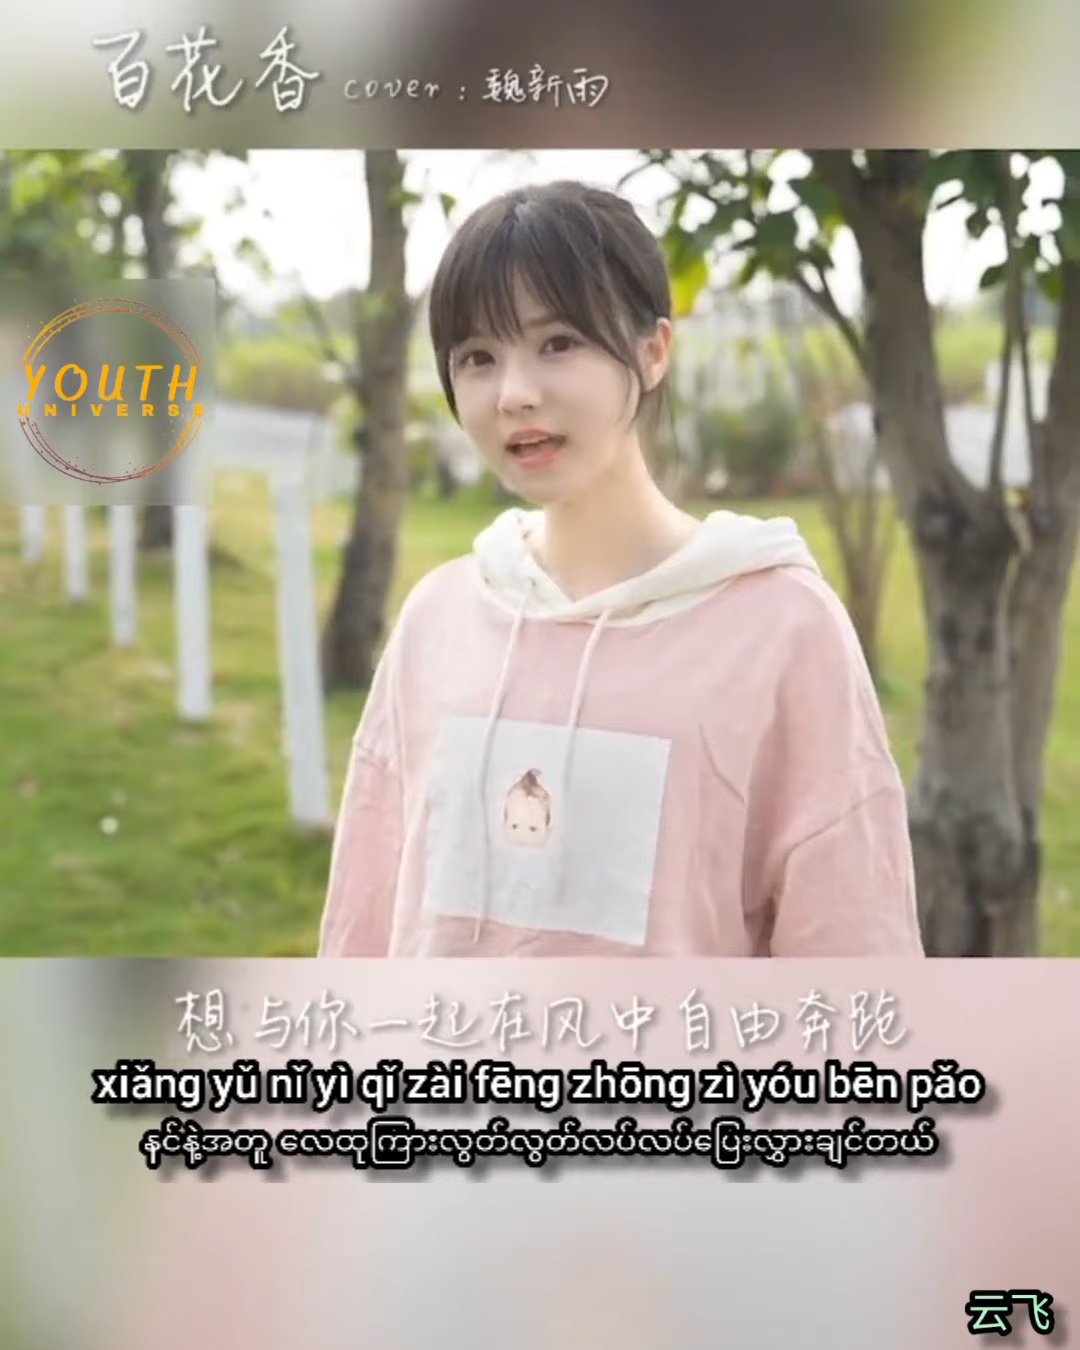 百花香 cover：魏新雨
YOUTH
UNIVERSE
想与你一起在风中自由奔跑
xiǎng yǔ nǐ yì qǐ zài fēng zhōng zì yóu bēn pǎo
နင်နဲ့အတူ လေထုကြားလွတ်လွတ်လပ်လပ်ပြေးလွှားချင်တယ်
云飞